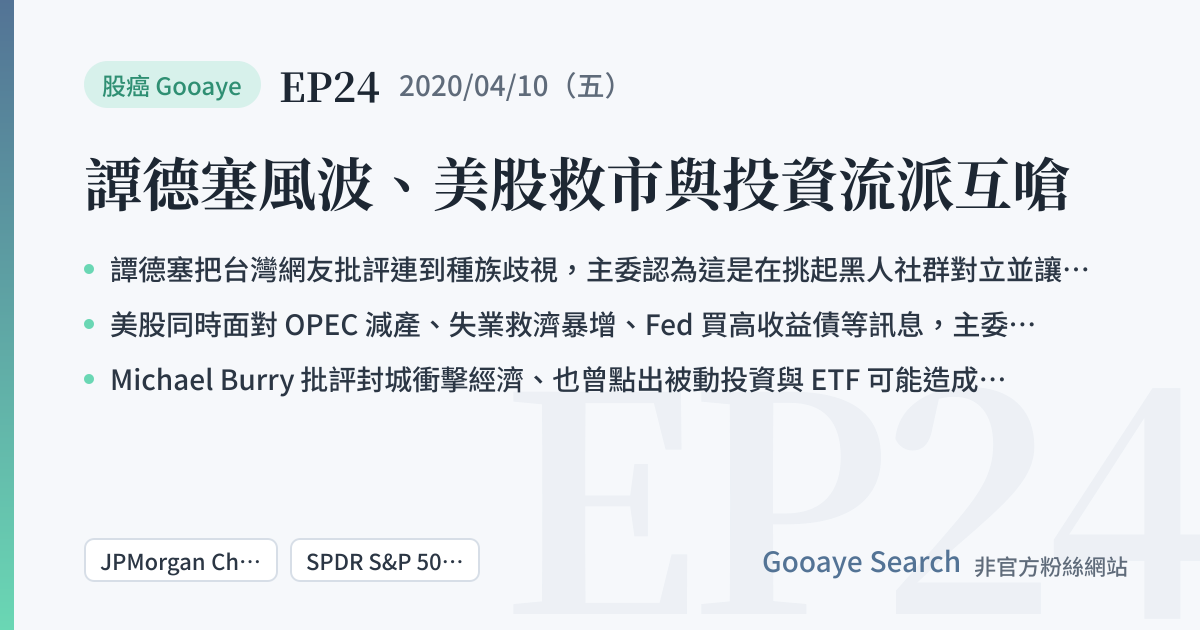 股癌 Gooaye EP24 2020/04/10（五）
譚德塞風波、美股救市與投資流派互嗆
譚德塞把台灣網友批評連到種族歧視，主委認為這是在挑起黑人社群對立並讓…
美股同時面對 OPEC 減產、失業救濟暴增、Fed 買高收益債等訊息，主委…
Michael Burry 批評封城衝擊經濟、也曾點出被動投資與 ETF 可能造成…
EP24
JPMorgan Ch… SPDR S&P 50… Gooaye Search 非官方粉絲網站